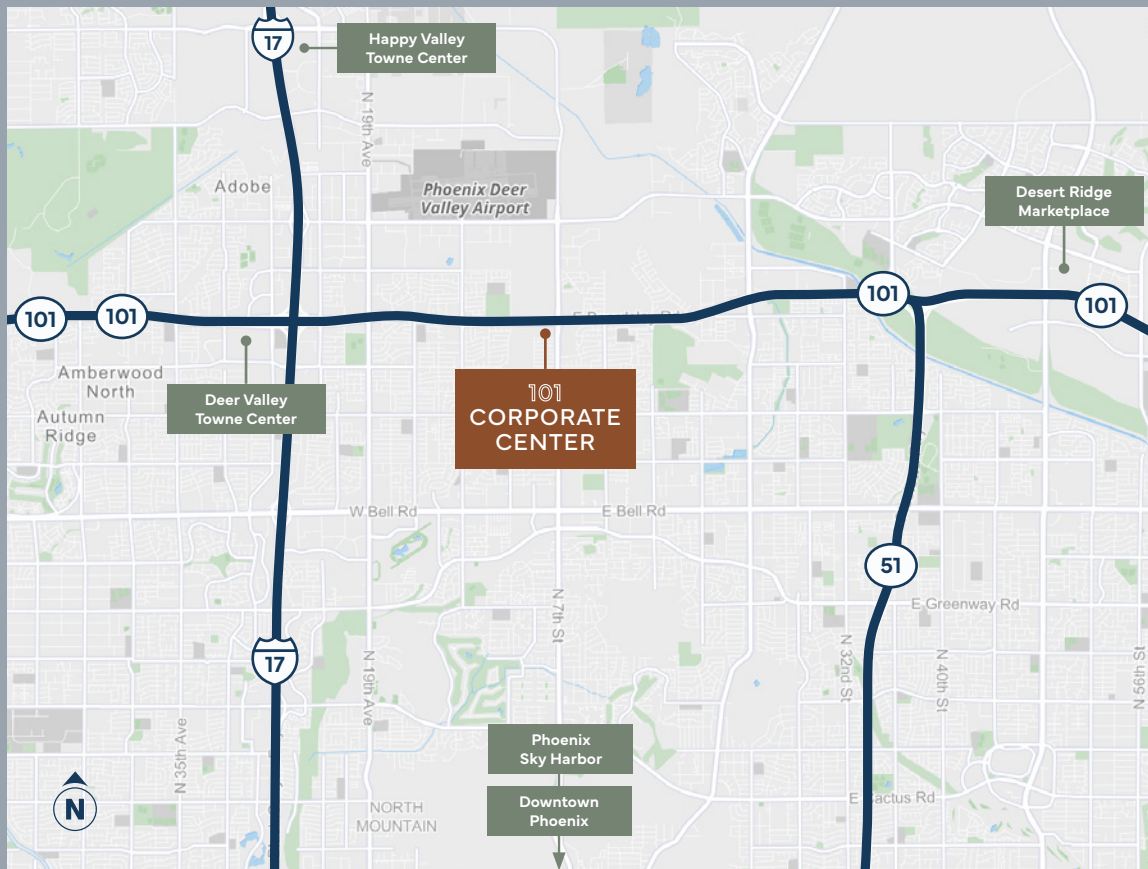 17
Happy Valley
Towne Center
N 19th Ave
Adobe
Phoenix Deer
Valley Airport
Desert Ridge
Marketplace
101
101
101
101
Amberwood
North
Autumn
Ridge
Deer Valley
Towne Center
101
CORPORATE
CENTER
W Bell Rd
E Bell Rd
51
N 7th St
E Greenway Rd
17
N 19th Ave
N 32nd St
N 40th St
N 56th St
N 35th Ave
Phoenix
Sky Harbor
Downtown
Phoenix
NORTH
MOUNTAIN
E Cactus Rd
N